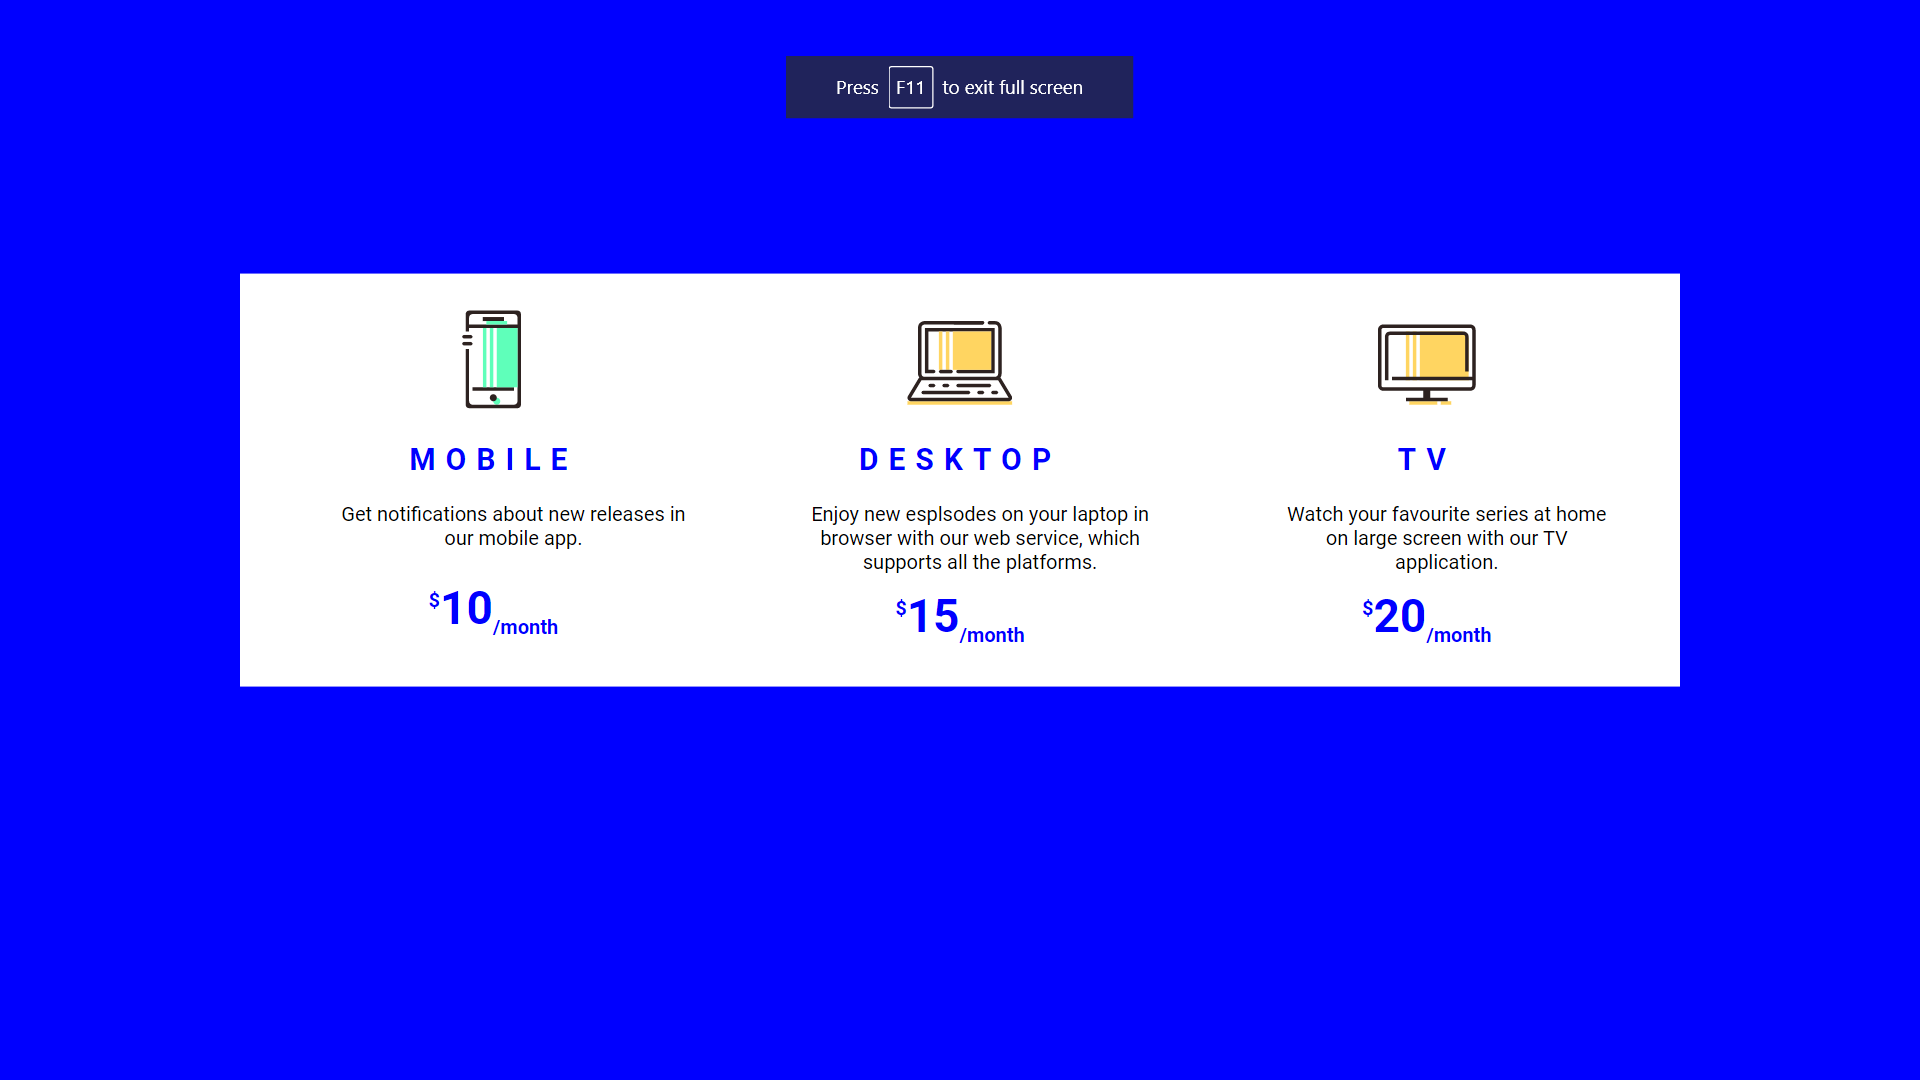 Press F11 to exit full screen
MOBILE
Get notifications about new releases in
our mobile app.
$10/month
DESKTOP
Enjoy new esplsodes on your laptop in
browser with our web service, which
supports all the platforms.
$15/month
TV
Watch your favourite series at home
on large screen with our TV
application.
$20/month